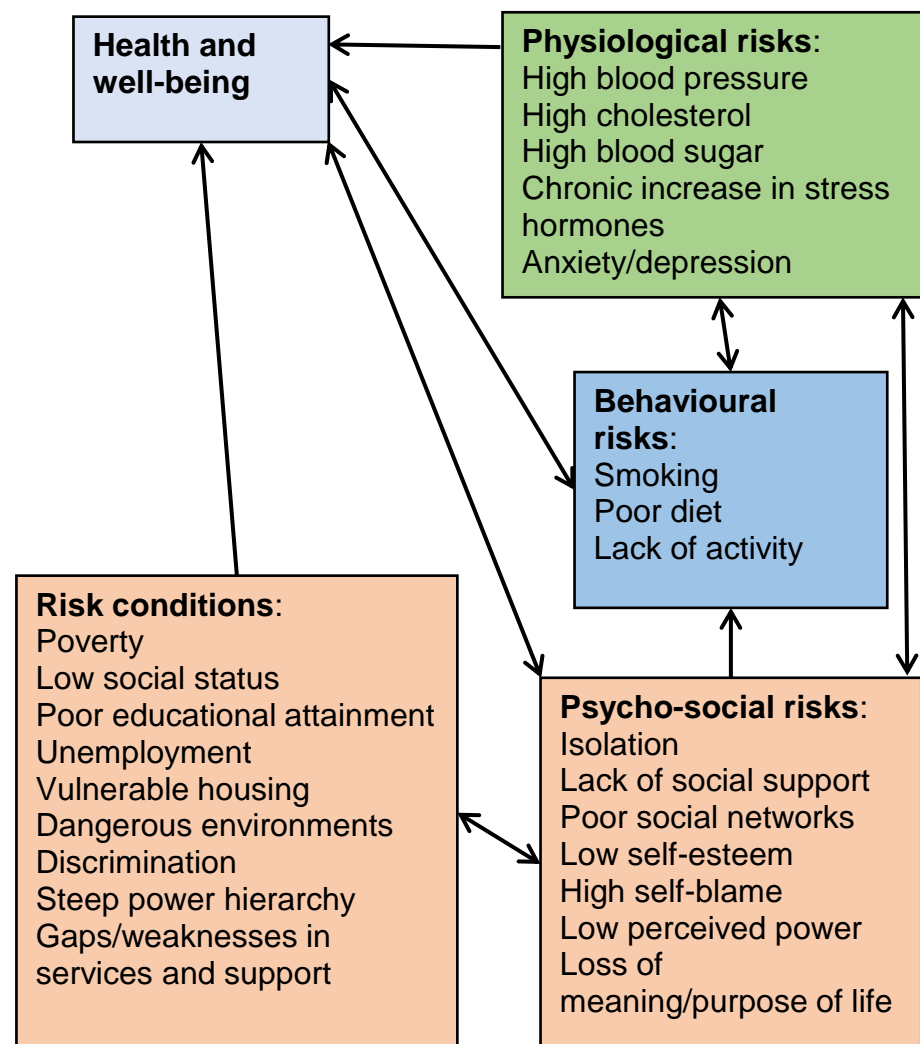 Health and
well-being
Physiological risks:
High blood pressure
High cholesterol
High blood sugar
Chronic increase in stress
hormones
Anxiety/depression
Behavioural
risks:
Smoking
Poor diet
Lack of activity
Risk conditions:
Poverty
Low social status
Poor educational attainment
Unemployment
Vulnerable housing
Dangerous environments
Discrimination
Steep power hierarchy
Gaps/weaknesses in
services and support
Psycho-social risks:
Isolation
Lack of social support
Poor social networks
Low self-esteem
High self-blame
Low perceived power
Loss of
meaning/purpose of life